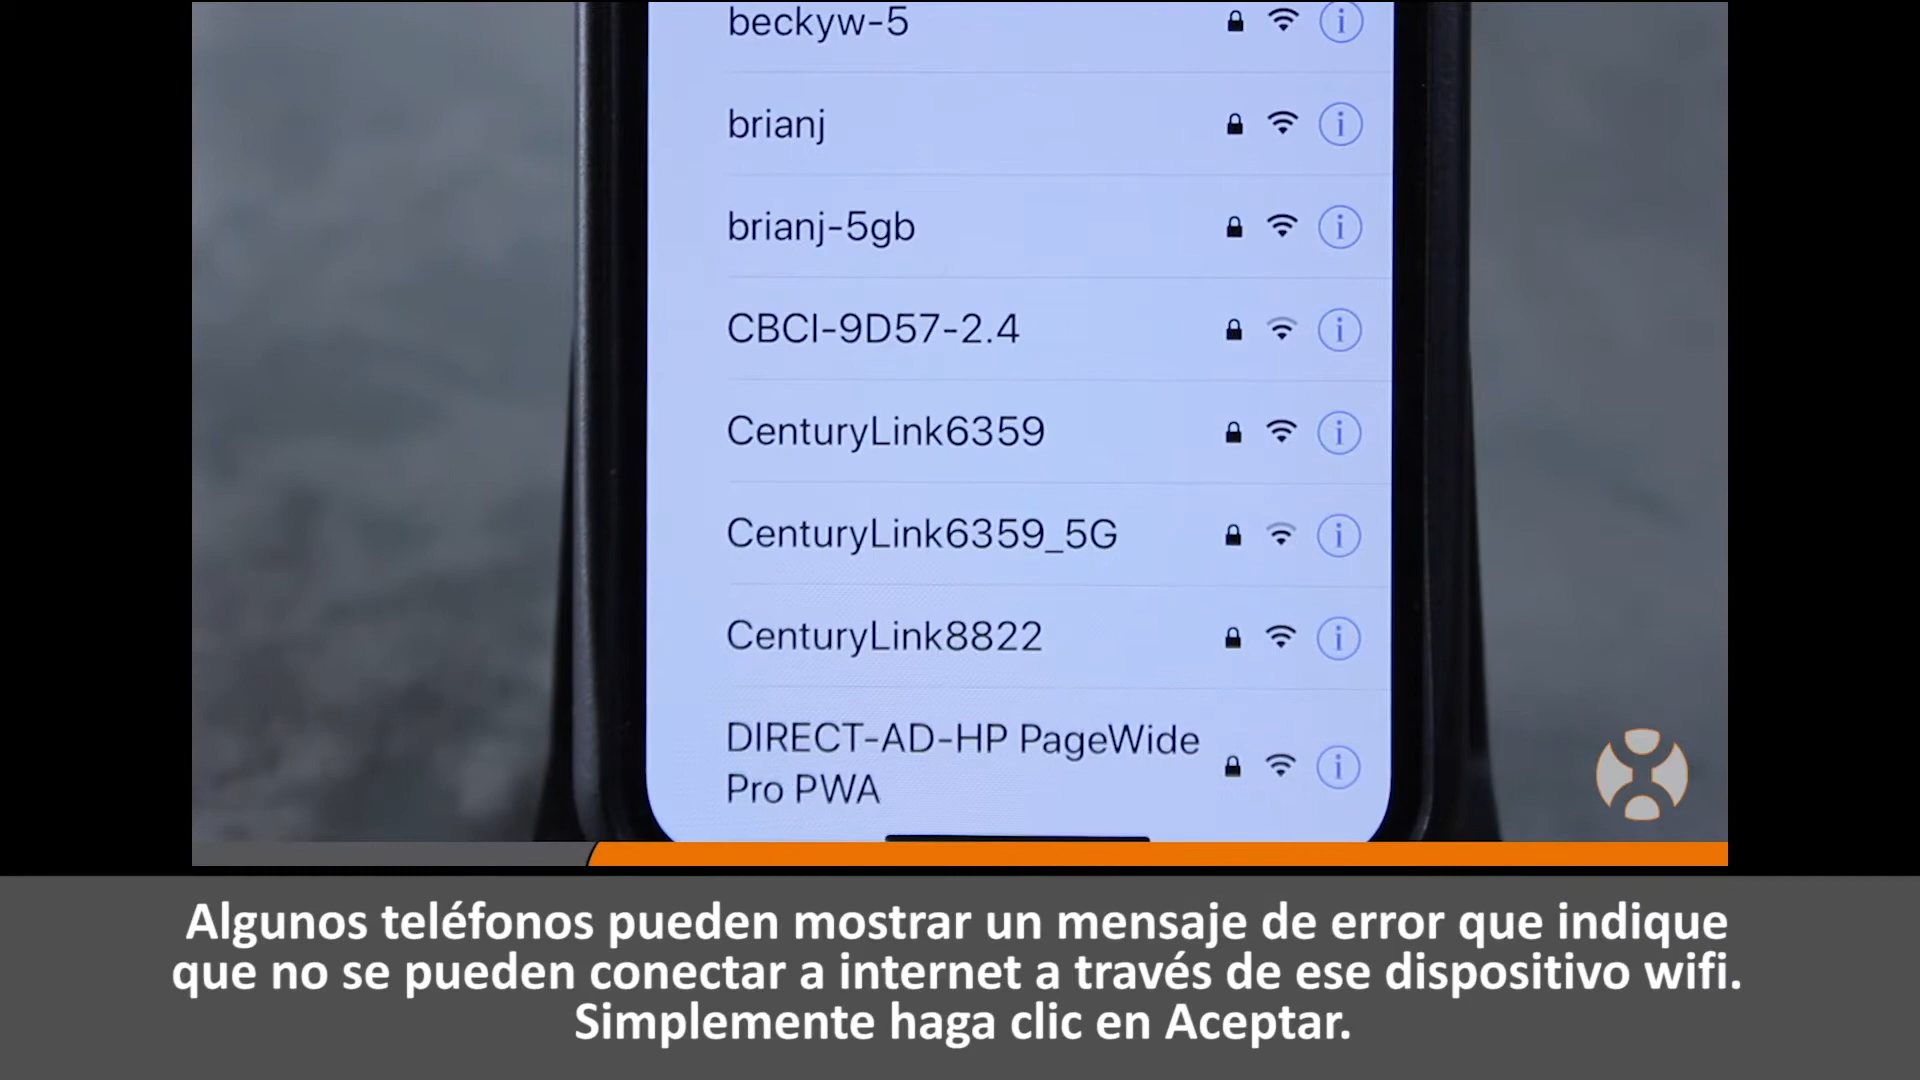 beckyw-5
brianj
brianj-5gb
CBCI-9D57-2.4
CenturyLink6359
CenturyLink6359_5G
CenturyLink8822
DIRECT-AD-HP PageWide
Pro PWA
Algunos teléfonos pueden mostrar un mensaje de error que indique
que no se pueden conectar a internet a través de ese dispositivo wifi.
Simplemente haga clic en Aceptar.